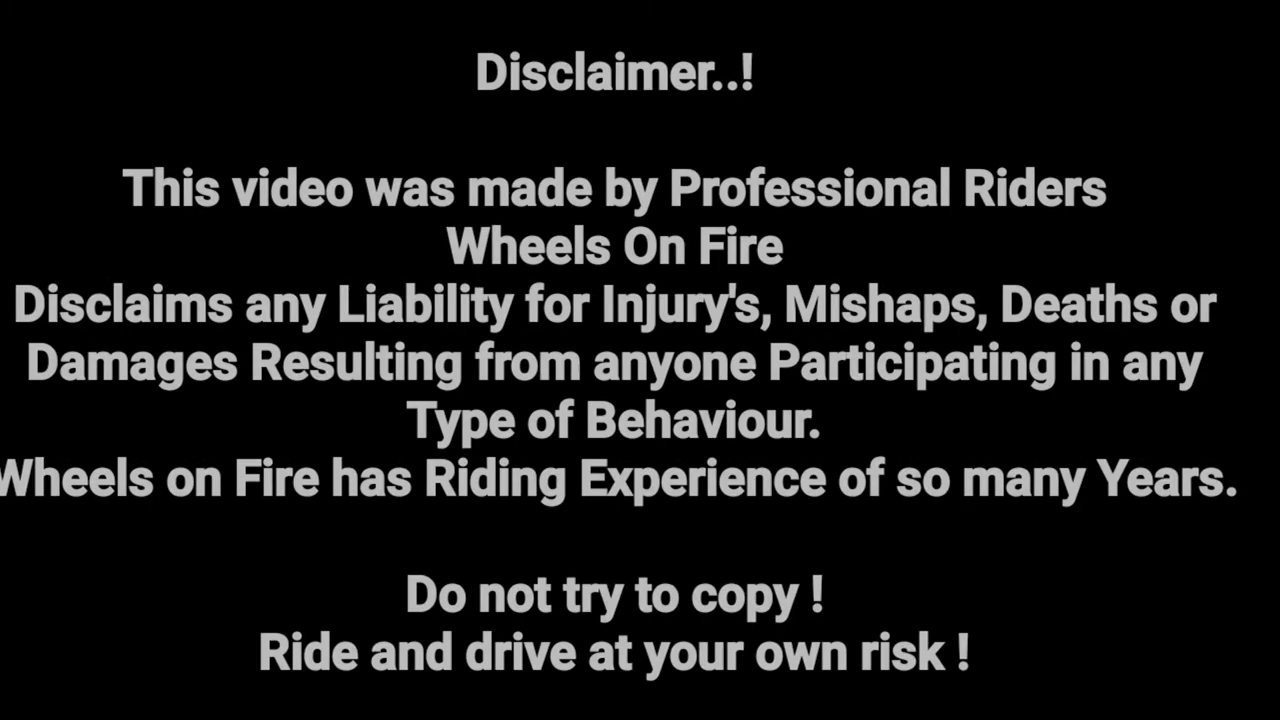 Disclaimer..!
This video was made by Professional Riders
Wheels On Fire
Disclaims any Liability for Injury's, Mishaps, Deaths or
Damages Resulting from anyone Participating in any
Type of Behaviour.
Wheels on Fire has Riding Experience of so many Years.
Do not try to copy !
Ride and drive at your own risk !